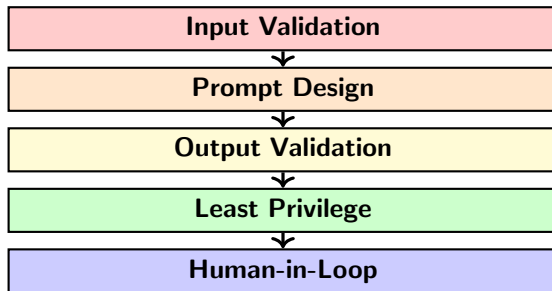 Input Validation
Prompt Design
Output Validation
Least Privilege
Human-in-Loop